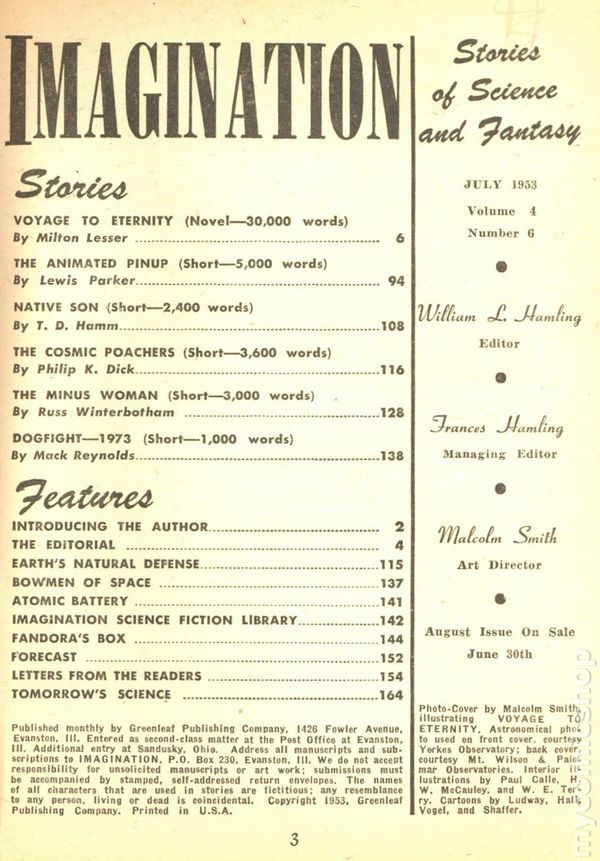 IMAGINATION
Stories
VOYAGE TO ETERNITY (Novel—30,000 words)
By Milton Lesser ........ 6
THE ANIMATED PINUP (Short—5,000 words)
By Lewis Parker........ 94
NATIVE SON (Short—2,400 words)
By T. D. Hamm........108
THE COSMIC POACHERS (Short—3,600 words)
By Philip K. Dick........116
THE MINUS WOMAN (Short—3,000 words)
By Russ Winterbotham ........128
DOGFIGHT—1973 (Short—1,000 words)
By Mack Reynolds........138
Features
INTRODUCING THE AUTHOR........ 2
THE EDITORIAL ........ 4
EARTH'S NATURAL DEFENSE........115
BOWMEN OF SPACE ........137
ATOMIC BATTERY ........141
IMAGINATION SCIENCE FICTION LIBRARY........142
FANDORA'S BOX ........144
FORECAST ........152
LETTERS FROM THE READERS ........154
TOMORROW'S SCIENCE ........164
Published monthly by Greenleaf Publishing Company, 1426 Fowler Avenue,
Evanston, Ill. Entered as second-class matter at the Post Office at Evanston,
Ill. Additional entry at Sandusky, Ohio. Address all manuscripts and sub-
scriptions to IMAGINATION, P.O. Box 230, Evanston, Ill. We do not accept
responsibility for unsolicited manuscripts or art work; submissions must
be accompanied by stamped, self-addressed return envelopes. The names
of all characters that are used in stories are fictitious; any resemblance
to any person, living or dead is coincidental. Copyright 1953, Greenleaf
Publishing Company. Printed in U.S.A.
Stories
of Science
and Fantasy
JULY 1953
Volume 4
Number 6
William L. Hamling
Editor
Frances Hamling
Managing Editor
Malcolm Smith
Art Director
August Issue On Sale
June 30th
Photo-Cover by Malcolm Smith,
illustrating VOYAGE TO
ETERNITY. Astronomical pho-
to used on front cover, courtesy
Yerkes Observatory; back cover,
courtesy Mt. Wilson & Palo-
mar Observatories. Interior il-
lustrations by Paul Calle, H.
W. McCauley, and W. E. Ter-
ry. Cartoons by Ludway, Hall,
Vogel, and Shaffer.
3
mycomicshop